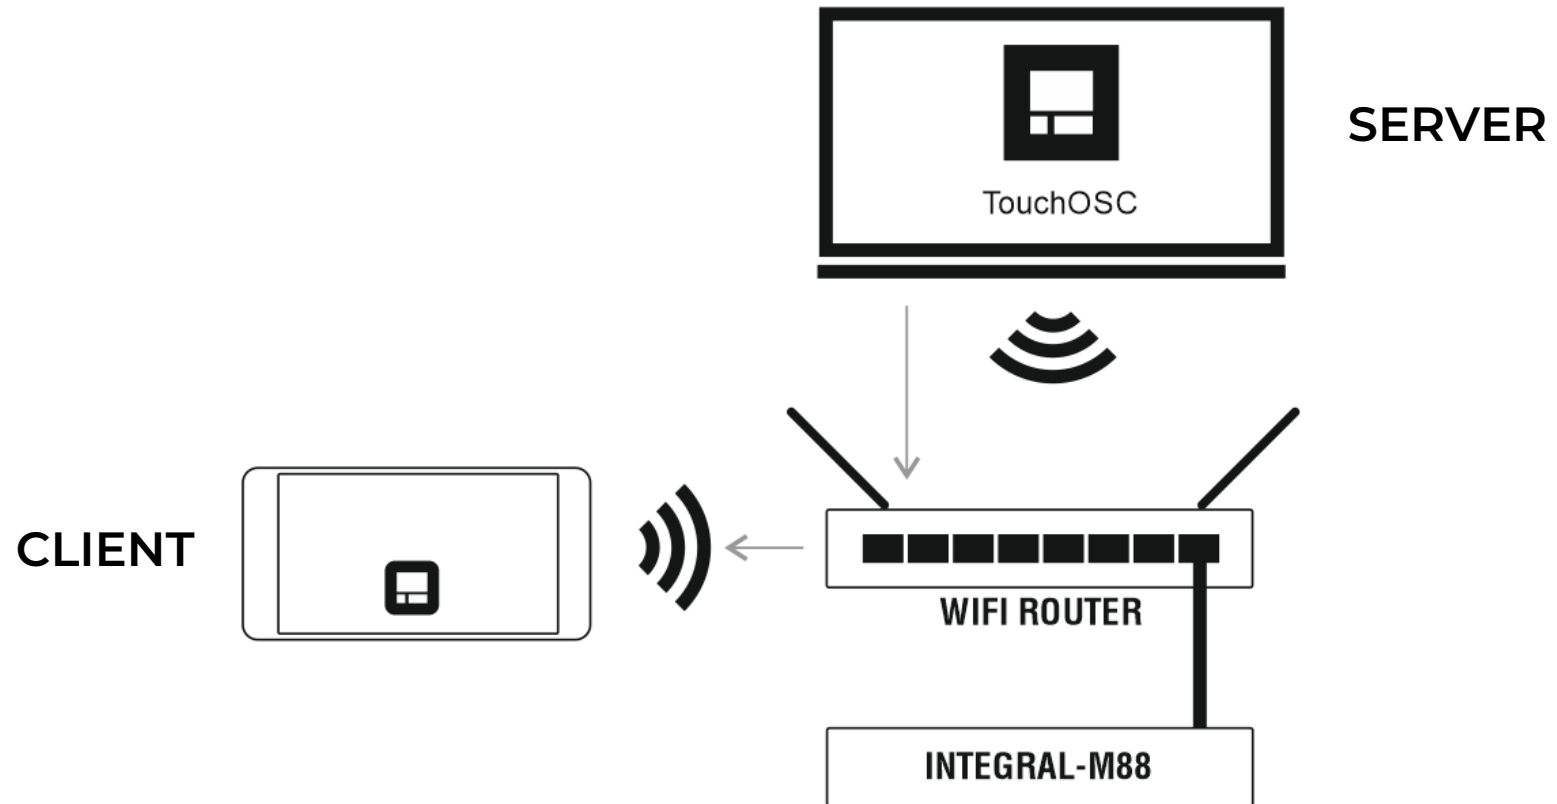 SERVER
TouchOSC
CLIENT
WIFI ROUTER
INTEGRAL-M88